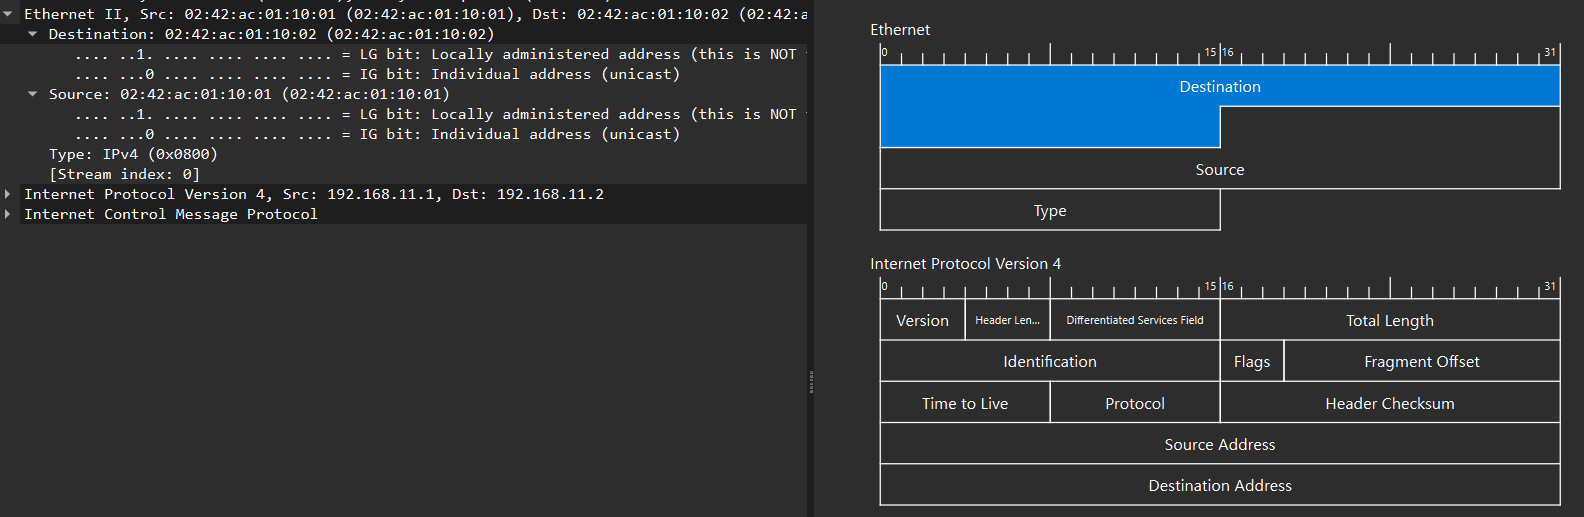 Ethernet II, Src: 02:42:ac:01:10:01 (02:42:ac:01:10:01), Dst: 02:42:ac:01:10:02 (02:42:a
Destination: 02:42:ac:01:10:02 (02:42:ac:01:10:02)
.... ..1. .... .... .... .... = LG bit: Locally administered address (this is NOT
.... ...0 .... .... .... .... = IG bit: Individual address (unicast)
Source: 02:42:ac:01:10:01 (02:42:ac:01:10:01)
.... ..1. .... .... .... .... = LG bit: Locally administered address (this is NOT
.... ...0 .... .... .... .... = IG bit: Individual address (unicast)
Type: IPv4 (0x0800)
[Stream index: 0]
Internet Protocol Version 4, Src: 192.168.11.1, Dst: 192.168.11.2
Internet Control Message Protocol
Ethernet
0 15 16 31
Destination
Source
Type
Internet Protocol Version 4
0 15 16 31
Version Header Len... Differentiated Services Field Total Length
Identification Flags Fragment Offset
Time to Live Protocol Header Checksum
Source Address
Destination Address